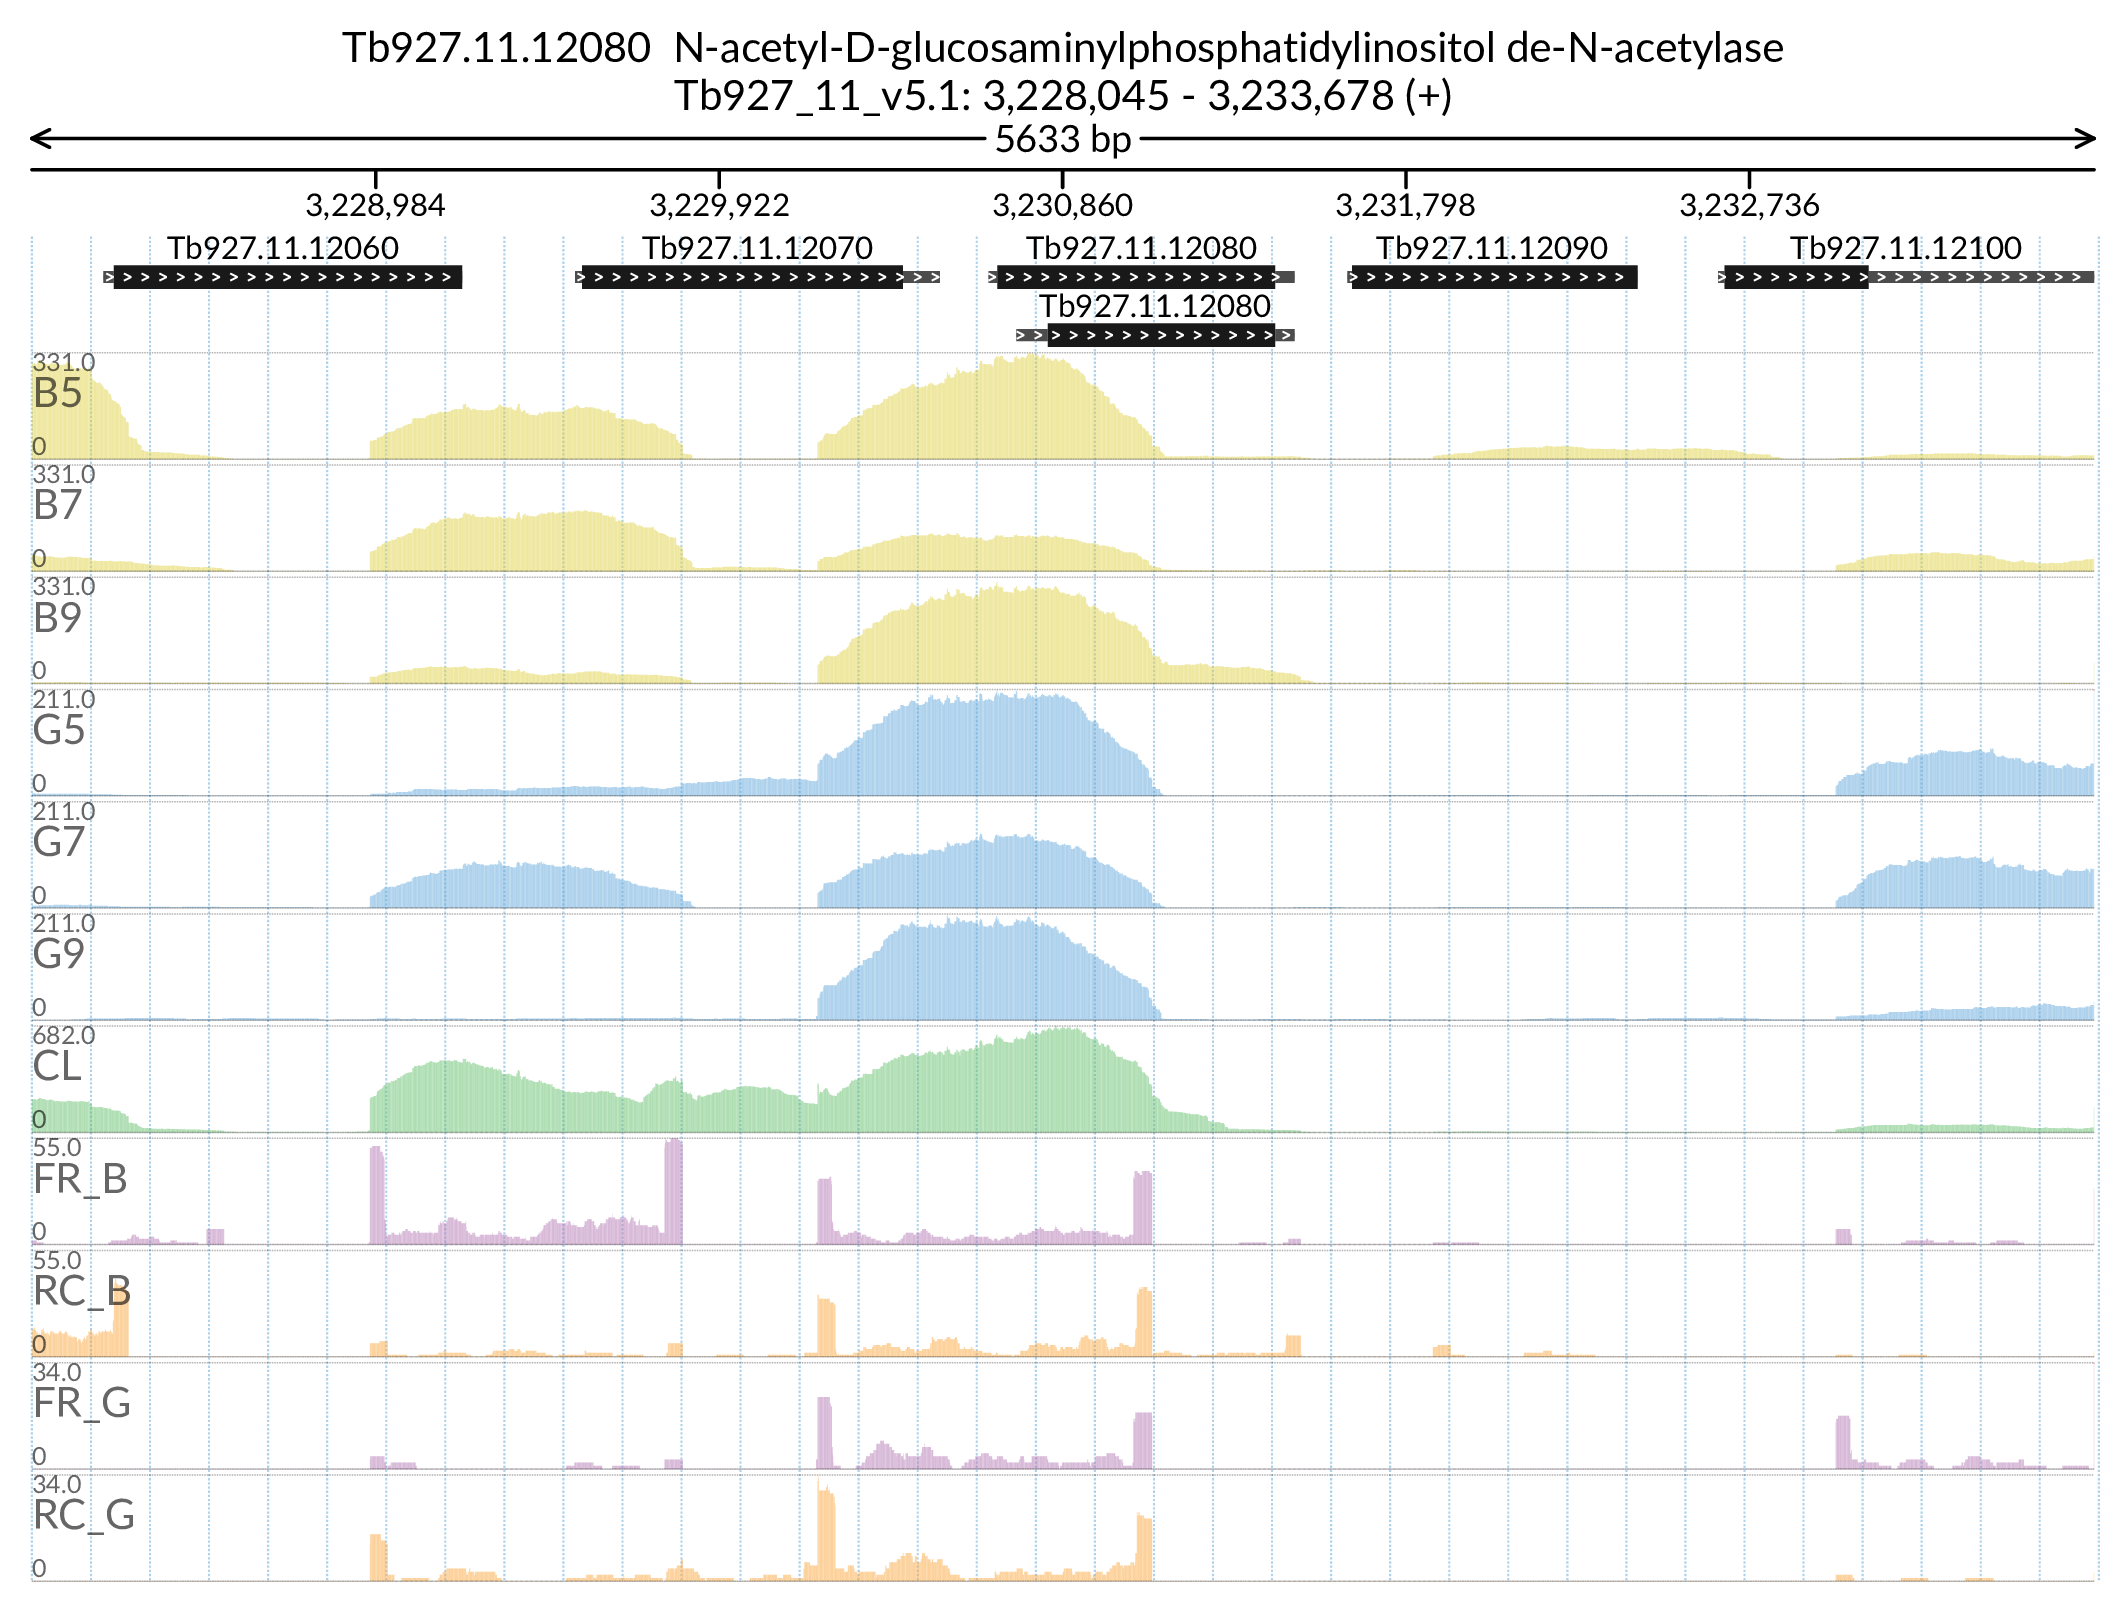 Tb927.11.12080 N-acetyl-D-glucosaminylphosphatidylinositol de-N-acetylase
Tb927_11_v5.1: 3,228,045 - 3,233,678 (+)
5633 bp
3,228,984 3,229,922 3,230,860 3,231,798 3,232,736
Tb927.11.12060 Tb927.11.12070 Tb927.11.12080 Tb927.11.12090 Tb927.11.12100
Tb927.11.12080
331.0
B5
0
331.0
B7
0
331.0
B9
0
211.0
G5
0
211.0
G7
0
211.0
G9
0
682.0
CL
0
55.0
FR_B
0
55.0
RC_B
0
34.0
FR_G
0
34.0
RC_G
0